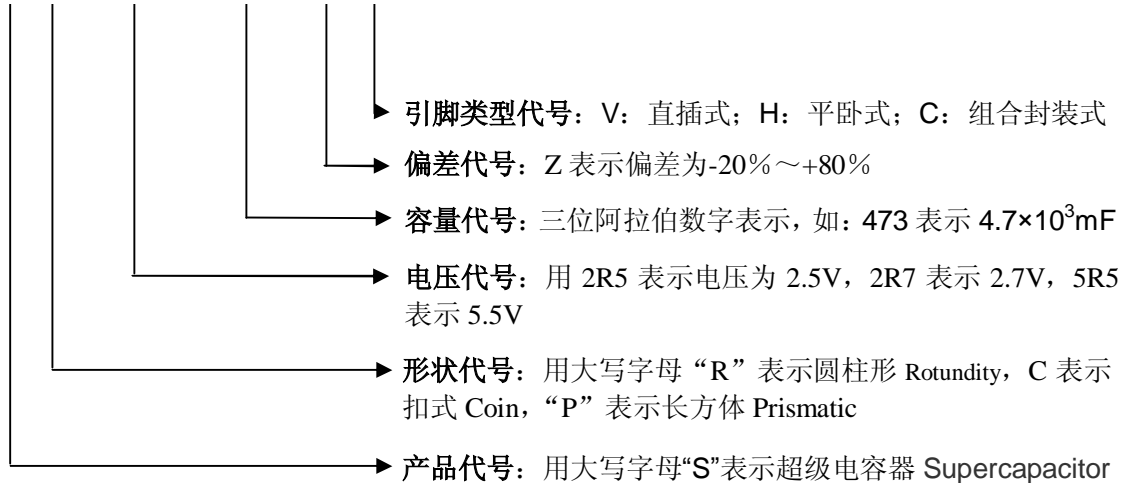 引脚类型代号：V：直插式；H：平卧式；C：组合封装式
偏差代号：Z 表示偏差为-20％～+80％
容量代号：三位阿拉伯数字表示，如：473 表示 4.7×10³mF
电压代号：用 2R5 表示电压为 2.5V，2R7 表示 2.7V，5R5
表示 5.5V
形状代号：用大写字母“R”表示圆柱形 Rotundity，C 表示
扣式 Coin，“P”表示长方体 Prismatic
产品代号：用大写字母“S”表示超级电容器 Supercapacitor